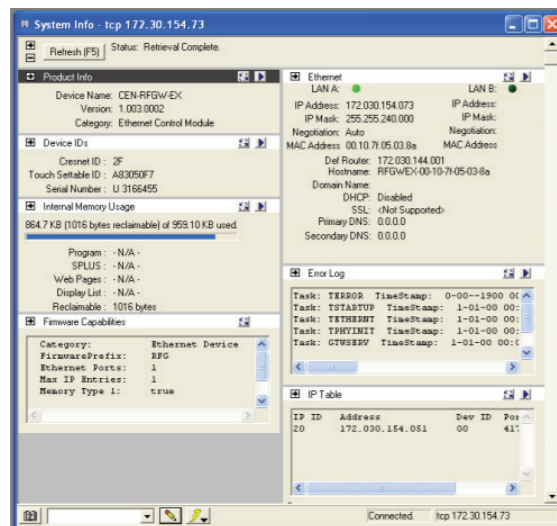 System Info - tcp 172.30.154.73
Refresh (F5) Status: Retrieval Complete.
Product Info
Device Name: CEN-RFGW-EX
Version: 1.003.0002
Category: Ethernet Control Module
Device IDs
Cresnet ID : 2F
Touch Settable ID : A83050F7
Serial Number : U 3166455
Internal Memory Usage
864.7 KB (1016 bytes reclaimable) of 959.10 KB used.
Program : - N/A -
SPLUS : - N/A -
Web Pages : - N/A -
Display List : - N/A -
Reclaimable : 1016 bytes
Firmware Capabilities
Category: Ethernet Device
FirmwarePrefix: RFG
Ethernet Ports: 1
Max IP Entries: 1
Memory Type 1: true
Ethernet
LAN A: LAN B:
IP Address: 172.030.154.073 IP Address:
IP Mask: 255.255.240.000 IP Mask:
Negotiation: Auto Negotiation:
MAC Address 00.10.7f.05.03.8a MAC Address
Def Router: 172.030.144.001
Hostname: RFGWEX-00-10-7f-05-03-8a
Domain Name:
DHCP: Disabled
SSL: <Not Supported>
Primary DNS: 0.0.0.0
Secondary DNS: 0.0.0.0
Error Log
Task: TERROR TimeStamp: 0-00--1900 00
Task: TSTARTUP TimeStamp: 1-01-00 00:
Task: TETHERNT TimeStamp: 1-01-00 00:
Task: TPHYINIT TimeStamp: 1-01-00 00:
Task: GTWSERV TimeStamp: 1-01-00 00:
IP Table
IP ID Address Dev ID Por
20 172.030.154.051 00 417
Connected. tcp 172.30.154.73